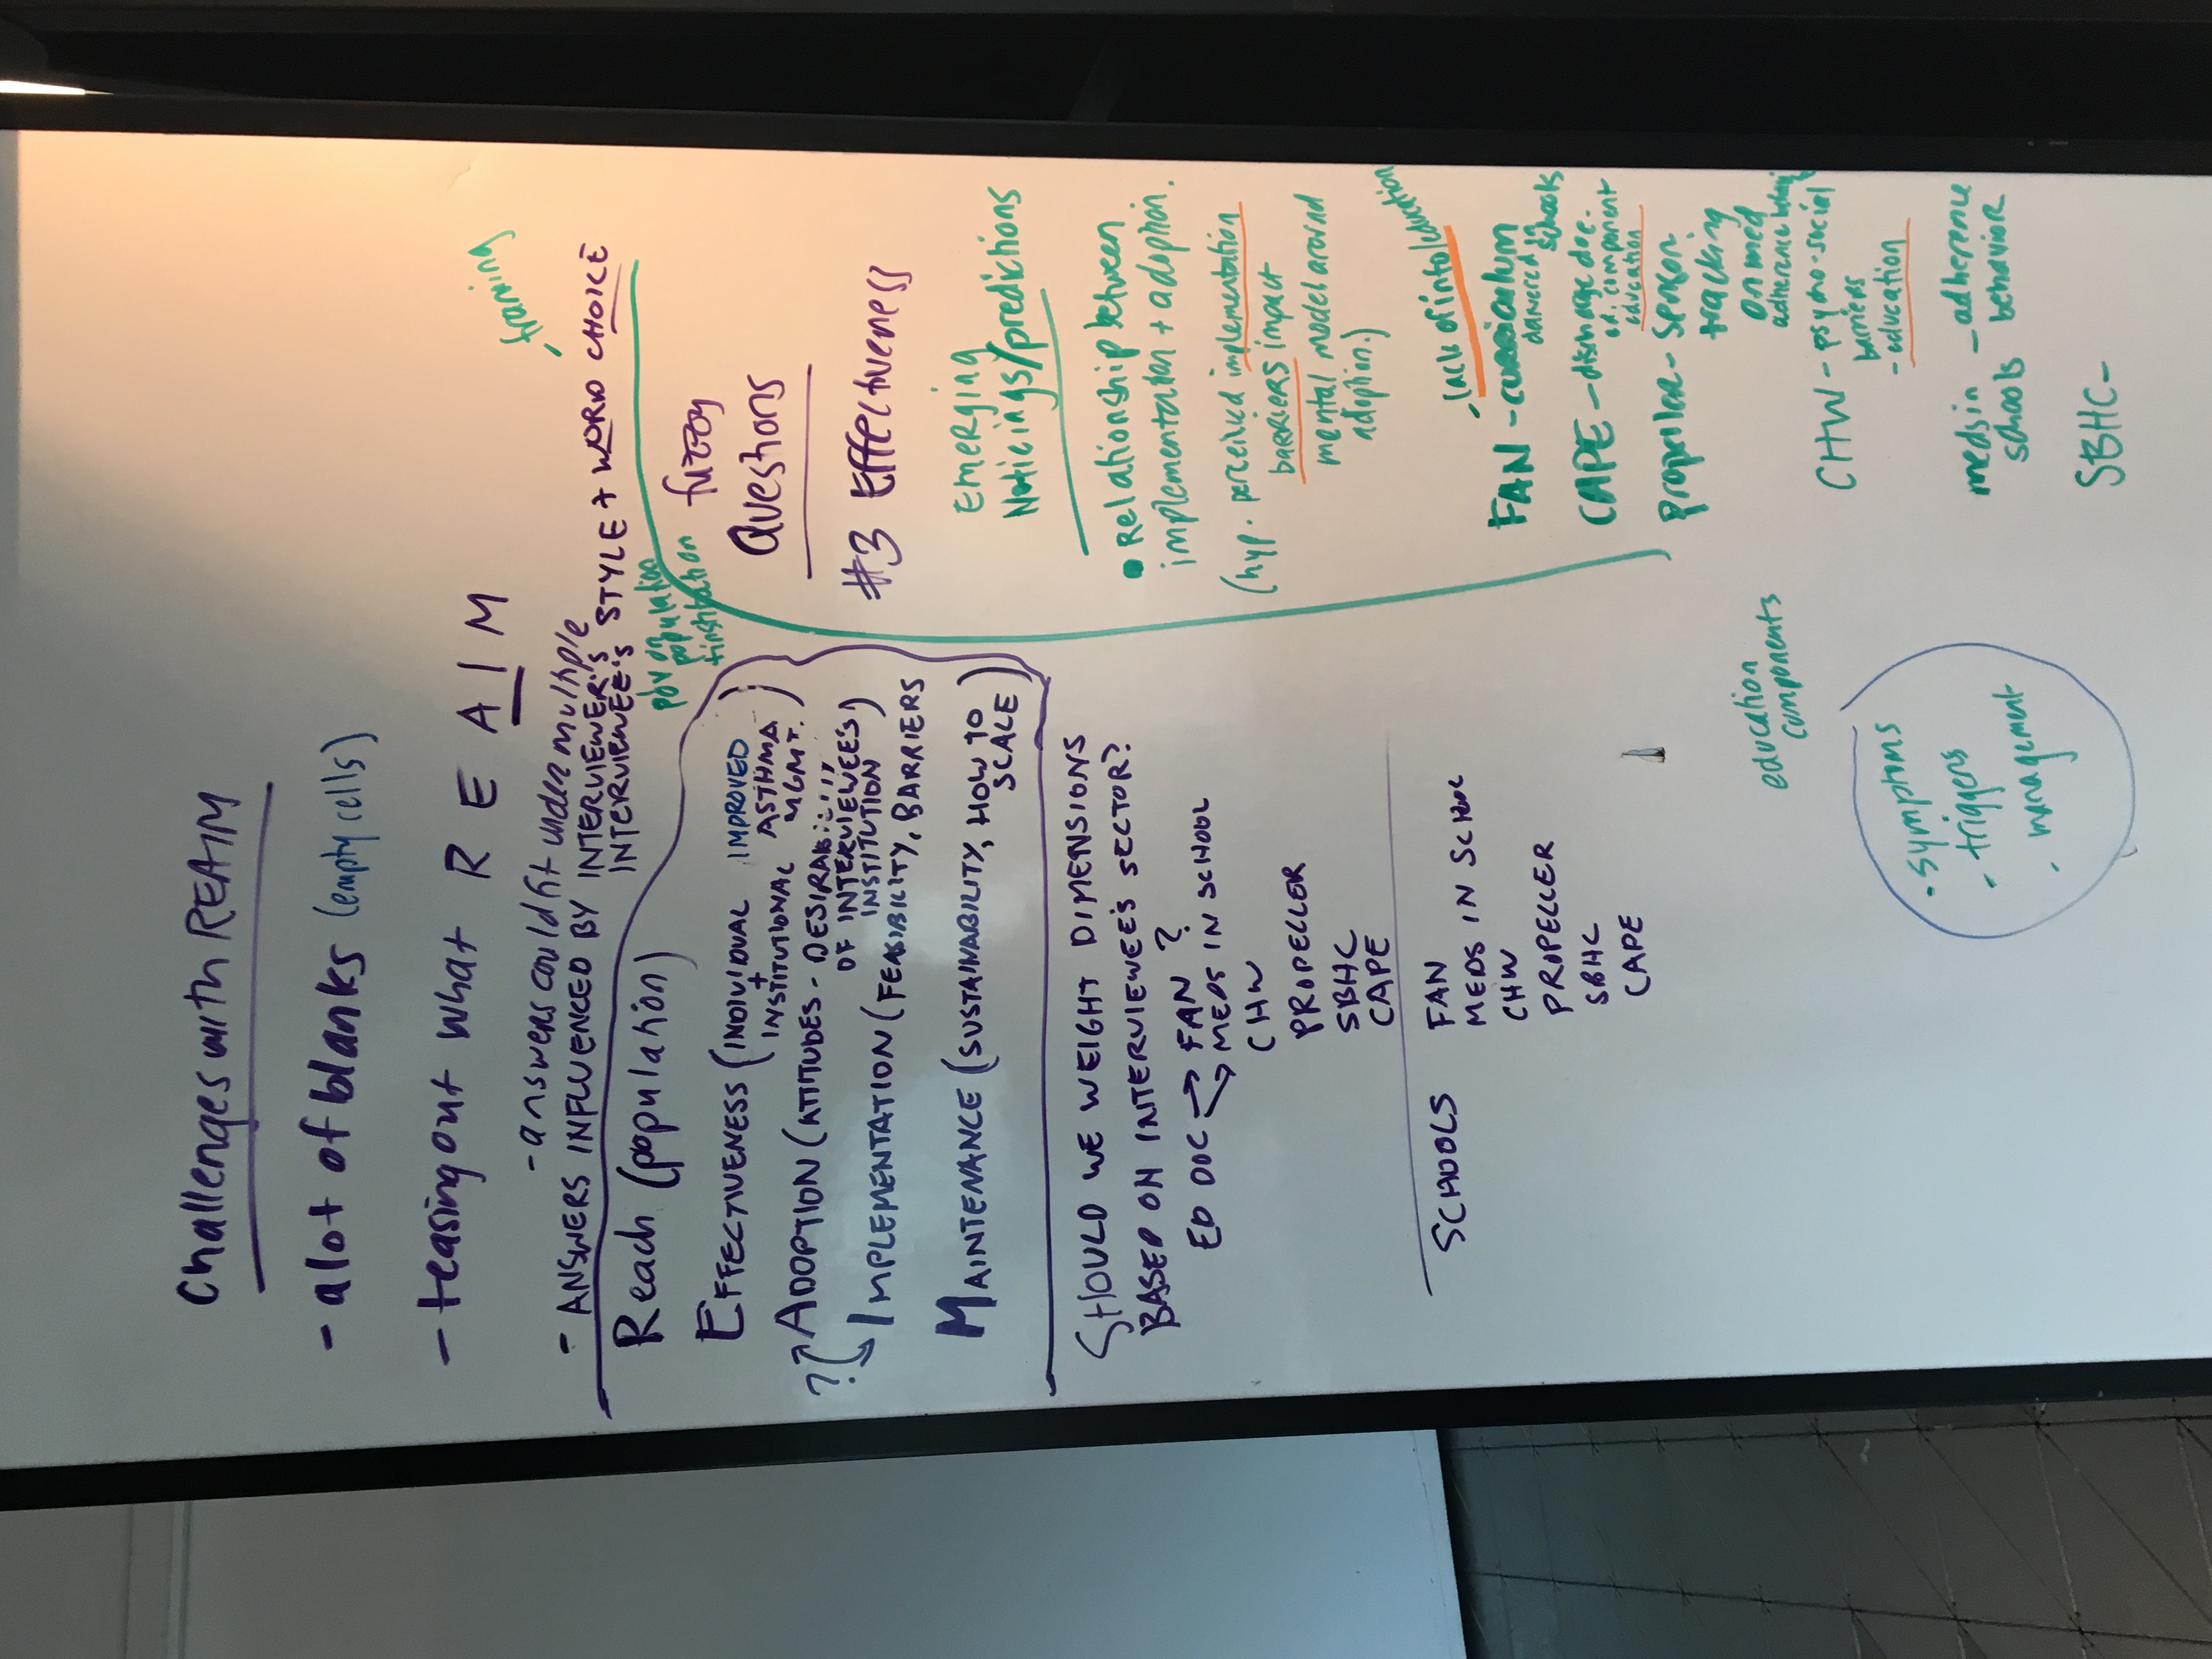 Challenges with REAIM
- alot of blanks (empty cells)
- teasing out what R E A I M
- answers could fit under multiple
- framing
- ANSWERS INFLUENCED BY INTERVIEWER'S
INTERVIEWEE'S STYLE + WORD CHOICE
Reach (population)
EFFECTIVENESS (INDIVIDUAL
+
INSTITUTIONAL
IMPROVED
ASTHMA
MGMT. )
? ADOPTION (ATTITUDES - DESIRABILITY
OF INTERVIEWEE'S)
INSTITUTION
IMPLEMENTATION (FEASIBILITY, BARRIERS
MAINTENANCE (SUSTAINABILITY, HOW TO
SCALE)
SHOULD WE WEIGHT DIMENSIONS
BASED ON INTERVIEWEE'S SECTOR?
ED DOC → FAN ?
→ MEDS IN SCHOOL
CHW
PROPELLER
SBHC
CAPE
SCHOOLS FAN
MEDS IN SCHOOL
CHW
PROPELLER
SBHC
CAPE
POV on
population
+institution
fuzzy
Questions
#3 Effectiveness
Emerging
Noticings/predictions
• Relationship between
implementation + adoption.
(hyp. perceived implementation
barriers impact
mental model around
adoption.)
- lack of info/education
FAN - curriculum
delivered in
schools
CAPE - discharge doc.
ed. component
education
Propeller - sensor
tracking
on med
adherence behavior
CHW - psycho-social
barriers
- education
meds in
schools
- adherence
behavior
SBHC -
education
components
- symptoms
- triggers
- management